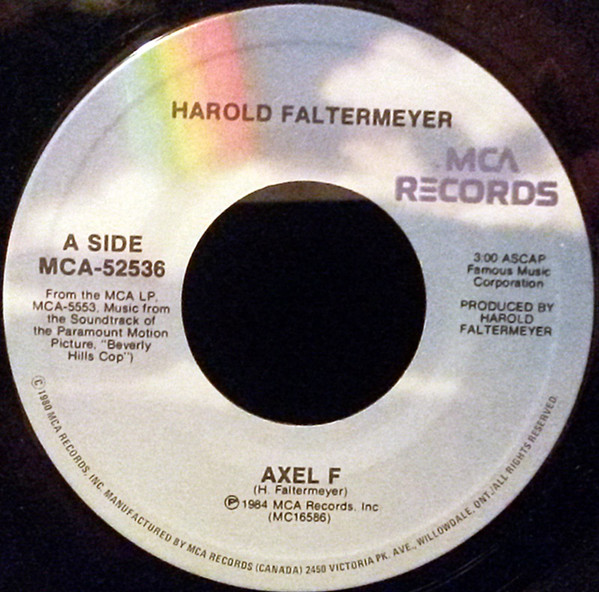 HAROLD FALTERMEYER
MCA
RECORDS
A SIDE
MCA-52536
From the MCA LP,
MCA-5553, Music from
the Soundtrack of
the Paramount Motion
Picture, "Beverly
Hills Cop")
3:00 ASCAP
Famous Music
Corporation
PRODUCED BY
HAROLD
FALTERMEYER
AXEL F
(H. Faltermeyer)
Ⓟ1984 MCA Records, Inc
(MC16586)
©1980 MCA RECORDS, INC. MANUFACTURED BY MCA RECORDS (CANADA) 2450 VICTORIA PK. AVE., WILLOWDALE, ONT./ALL RIGHTS RESERVED.